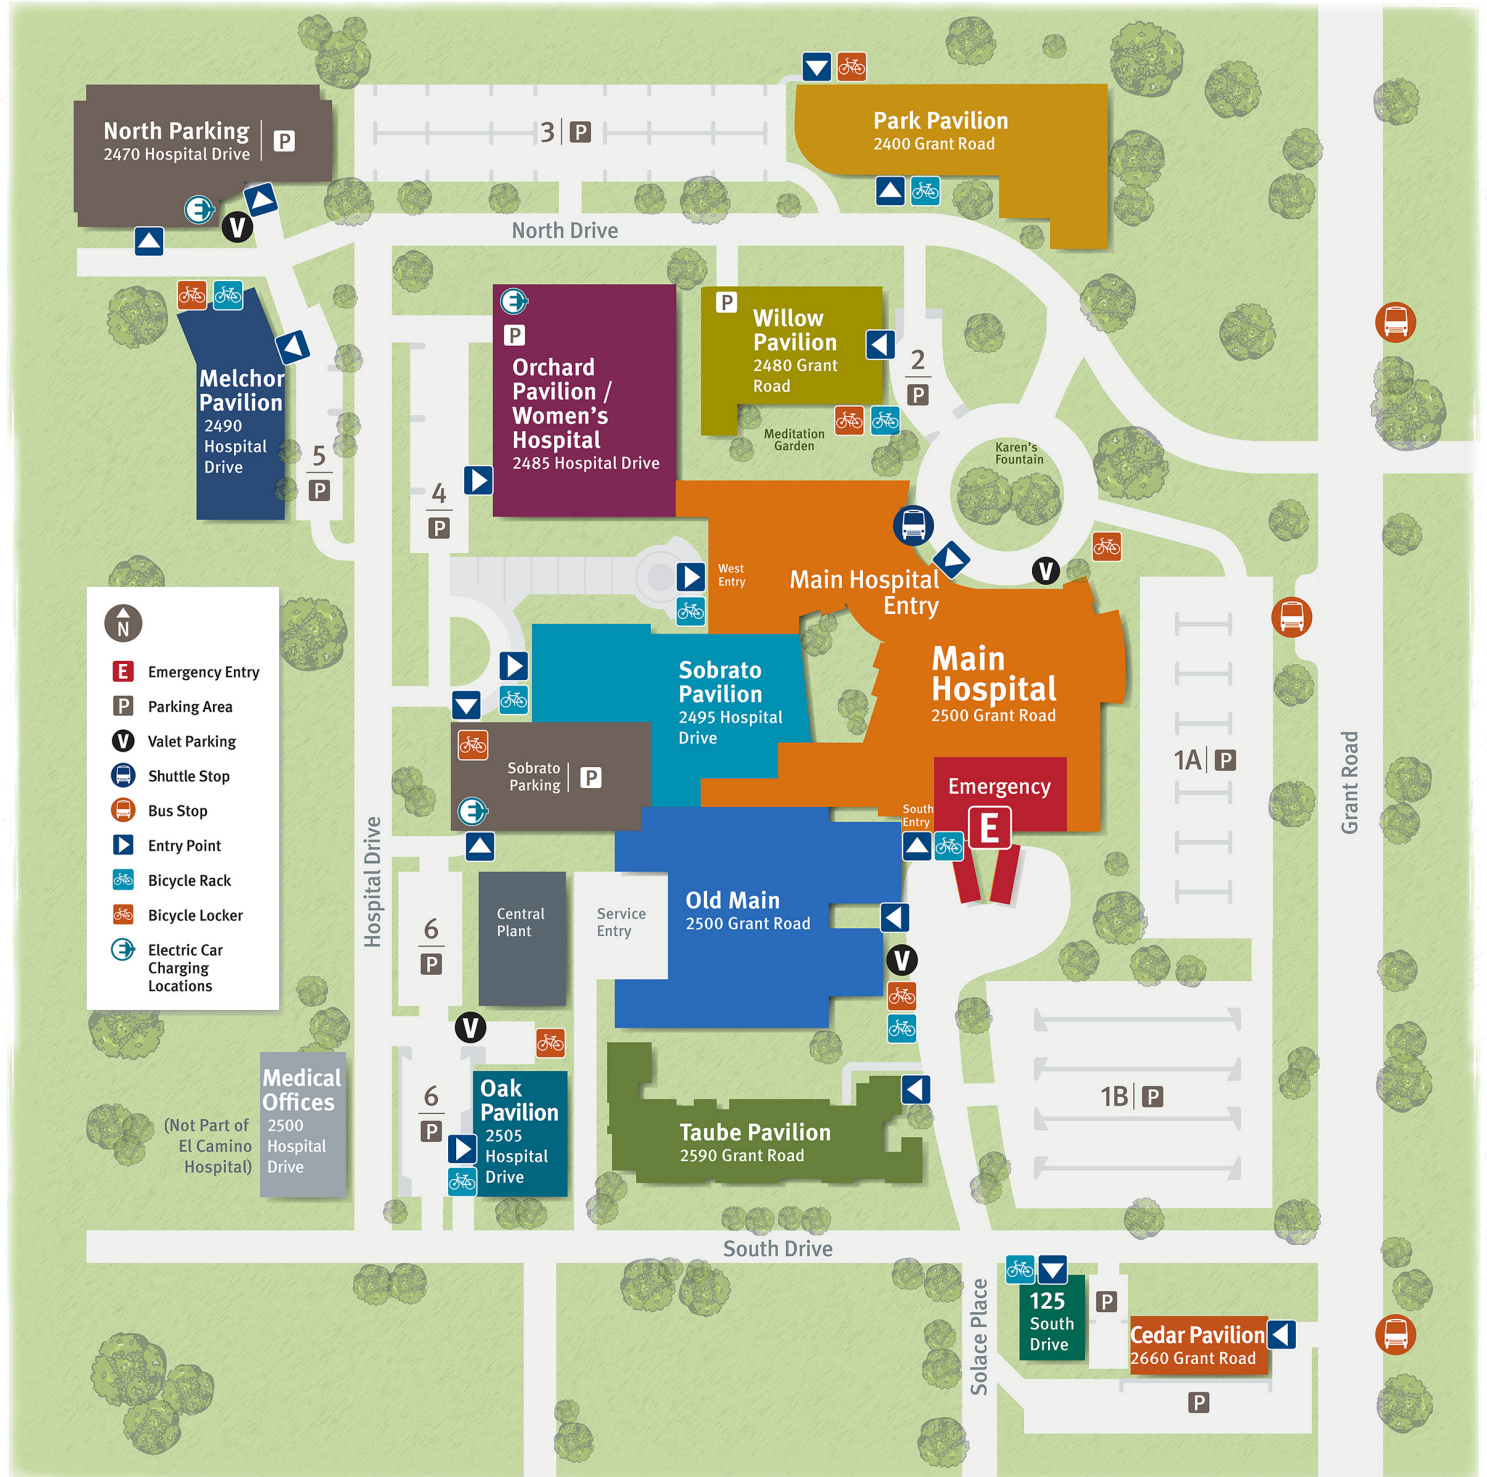 North Parking
2470 Hospital Drive
P
V
3
P
Park Pavilion
2400 Grant Road
North Drive
Melchor
Pavilion
2490
Hospital
Drive
5
P
4
P
P
Orchard
Pavilion /
Women's
Hospital
2485 Hospital Drive
P
Willow
Pavilion
2480 Grant
Road
2
P
Meditation
Garden
Karen's
Fountain
West
Entry
Main Hospital
Entry
V
Main
Hospital
2500 Grant Road
Sobrato
Pavilion
2495 Hospital
Drive
Sobrato
Parking
P
1A
P
Grant Road
Emergency
E
South
Entry
N
E
Emergency Entry
P
Parking Area
V
Valet Parking
Shuttle Stop
Bus Stop
Entry Point
Bicycle Rack
Bicycle Locker
Electric Car
Charging
Locations
Hospital Drive
6
P
Central
Plant
Service
Entry
Old Main
2500 Grant Road
V
V
Medical
Offices
2500
Hospital
Drive
(Not Part of
El Camino
Hospital)
6
P
Oak
Pavilion
2505
Hospital
Drive
Taube Pavilion
2590 Grant Road
1B
P
South Drive
Solace Place
125
South
Drive
P
Cedar Pavilion
2660 Grant Road
P